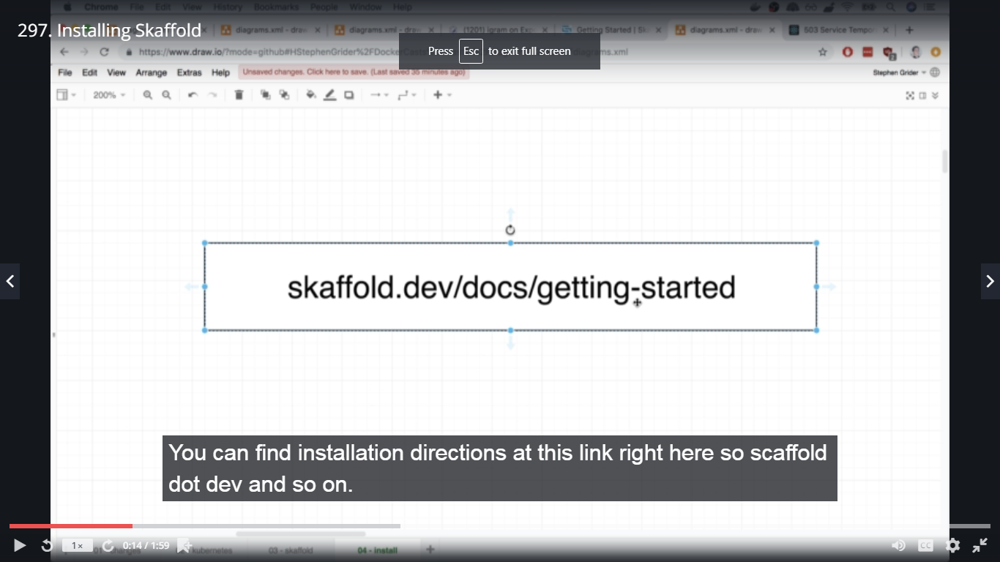 Chrome File Edit View History Bookmarks People Window Help
297. Installing Skaffold
diagrams.xml - draw. × diagrams.xml - draw × (1201) igram on Exc × Getting Started | Sk × diagrams.xml - draw. × 503 Service Tempor × +
https://www.draw.io/?mode=github#HStephenGrider%2FDockerCasts
diagrams.xml
Press Esc to exit full screen
File Edit View Arrange Extras Help Unsaved changes. Click here to save. (Last saved 35 minutes ago) Stephen Grider
200%
skaffold.dev/docs/getting-started
You can find installation directions at this link right here so scaffold
dot dev and so on.
1× 0:14 / 1:59 kubernetes 03 - skaffold 04 - install + CC